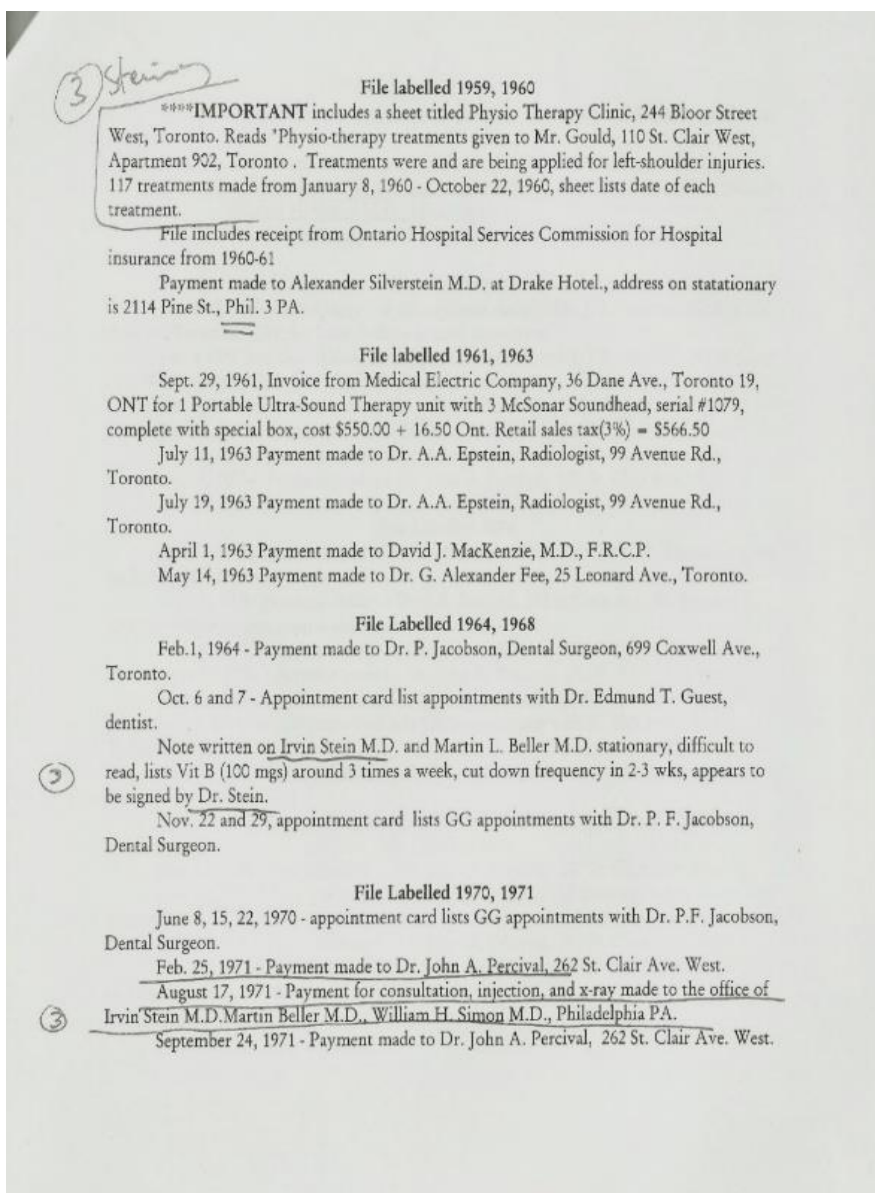 3 Stein
File labelled 1959, 1960
****IMPORTANT includes a sheet titled Physio Therapy Clinic, 244 Bloor Street
West, Toronto. Reads "Physio-therapy treatments given to Mr. Gould, 110 St. Clair West,
Apartment 902, Toronto . Treatments were and are being applied for left-shoulder injuries.
117 treatments made from January 8, 1960 - October 22, 1960, sheet lists date of each
treatment.
File includes receipt from Ontario Hospital Services Commission for Hospital
insurance from 1960-61
Payment made to Alexander Silverstein M.D. at Drake Hotel., address on statationary
is 2114 Pine St., Phil. 3 PA.
File labelled 1961, 1963
Sept. 29, 1961, Invoice from Medical Electric Company, 36 Dane Ave., Toronto 19,
ONT for 1 Portable Ultra-Sound Therapy unit with 3 McSonar Soundhead, serial #1079,
complete with special box, cost $550.00 + 16.50 Ont. Retail sales tax(3%) = $566.50
July 11, 1963 Payment made to Dr. A.A. Epstein, Radiologist, 99 Avenue Rd.,
Toronto.
July 19, 1963 Payment made to Dr. A.A. Epstein, Radiologist, 99 Avenue Rd.,
Toronto.
April 1, 1963 Payment made to David J. MacKenzie, M.D., F.R.C.P.
May 14, 1963 Payment made to Dr. G. Alexander Fee, 25 Leonard Ave., Toronto.
File Labelled 1964, 1968
Feb.1, 1964 - Payment made to Dr. P. Jacobson, Dental Surgeon, 699 Coxwell Ave.,
Toronto.
Oct. 6 and 7 - Appointment card list appointments with Dr. Edmund T. Guest,
dentist.
Note written on Irvin Stein M.D. and Martin L. Beller M.D. stationary, difficult to
3 read, lists Vit B (100 mgs) around 3 times a week, cut down frequency in 2-3 wks, appears to
be signed by Dr. Stein.
Nov. 22 and 29, appointment card lists GG appointments with Dr. P. F. Jacobson,
Dental Surgeon.
File Labelled 1970, 1971
June 8, 15, 22, 1970 - appointment card lists GG appointments with Dr. P.F. Jacobson,
Dental Surgeon.
Feb. 25, 1971 - Payment made to Dr. John A. Percival, 262 St. Clair Ave. West.
August 17, 1971 - Payment for consultation, injection, and x-ray made to the office of
3 Irvin Stein M.D.Martin Beller M.D., William H. Simon M.D., Philadelphia PA.
September 24, 1971 - Payment made to Dr. John A. Percival, 262 St. Clair Ave. West.